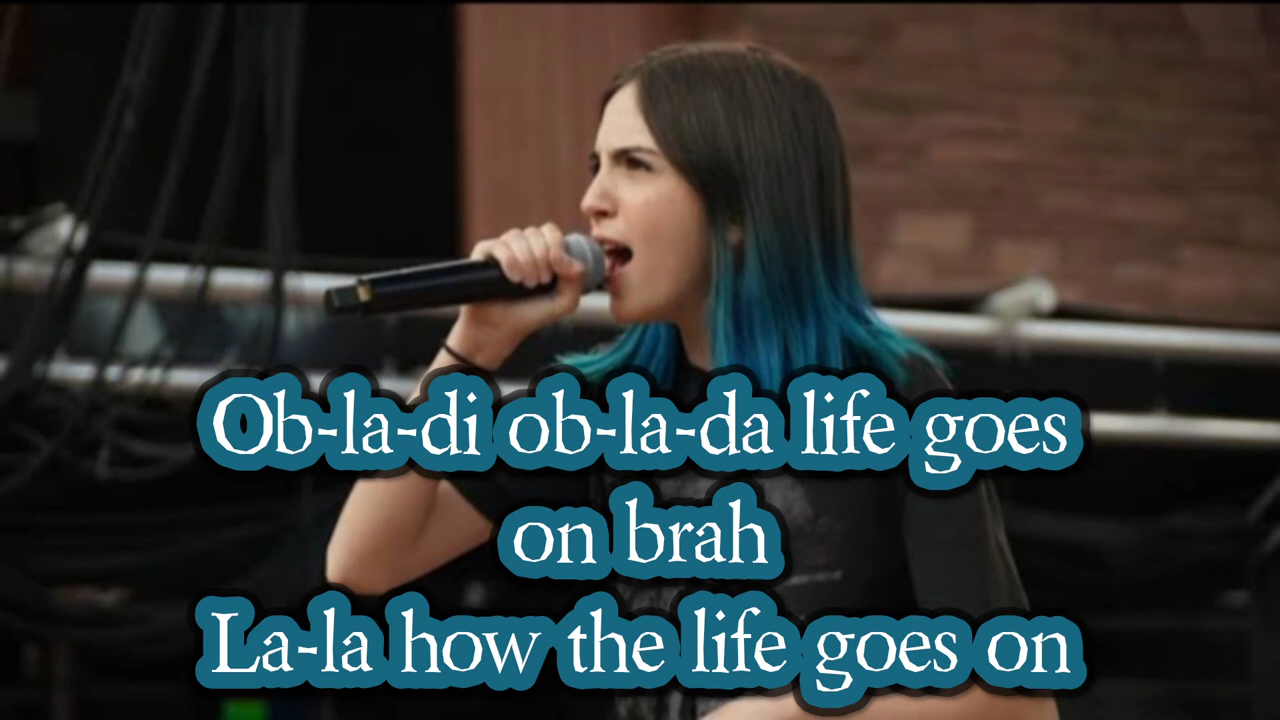 Ob-la-di ob-la-da life goes
on brah
La-la how the life goes on